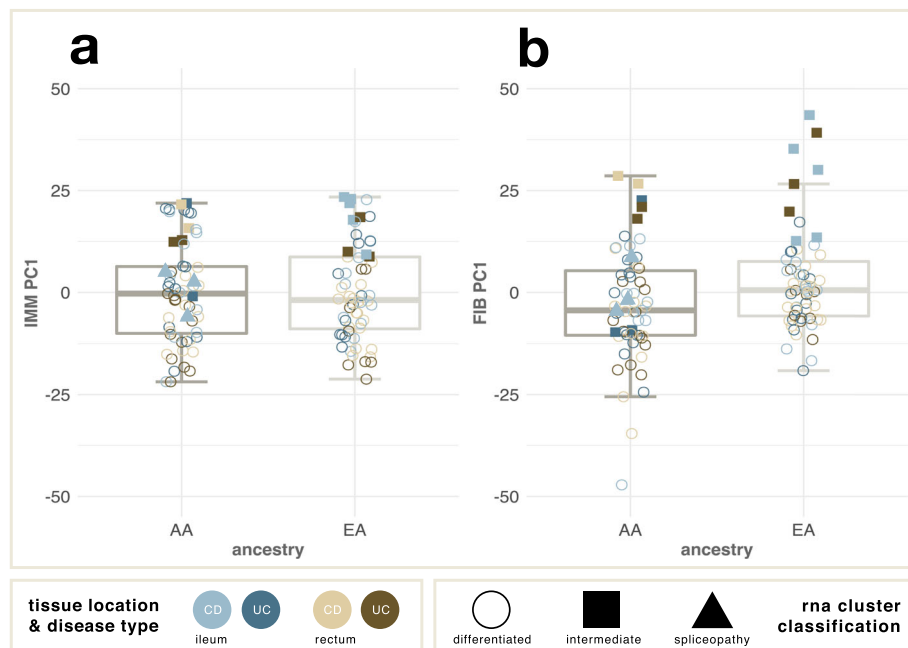 a
50
25
0
-25
-50
IMM PC1
AA
EA
ancestry
b
50
25
0
-25
-50
FIB PC1
AA
EA
ancestry
tissue location
& disease type
CD
UC
ileum
CD
UC
rectum
differentiated
intermediate
spliceopathy
rna cluster
classification